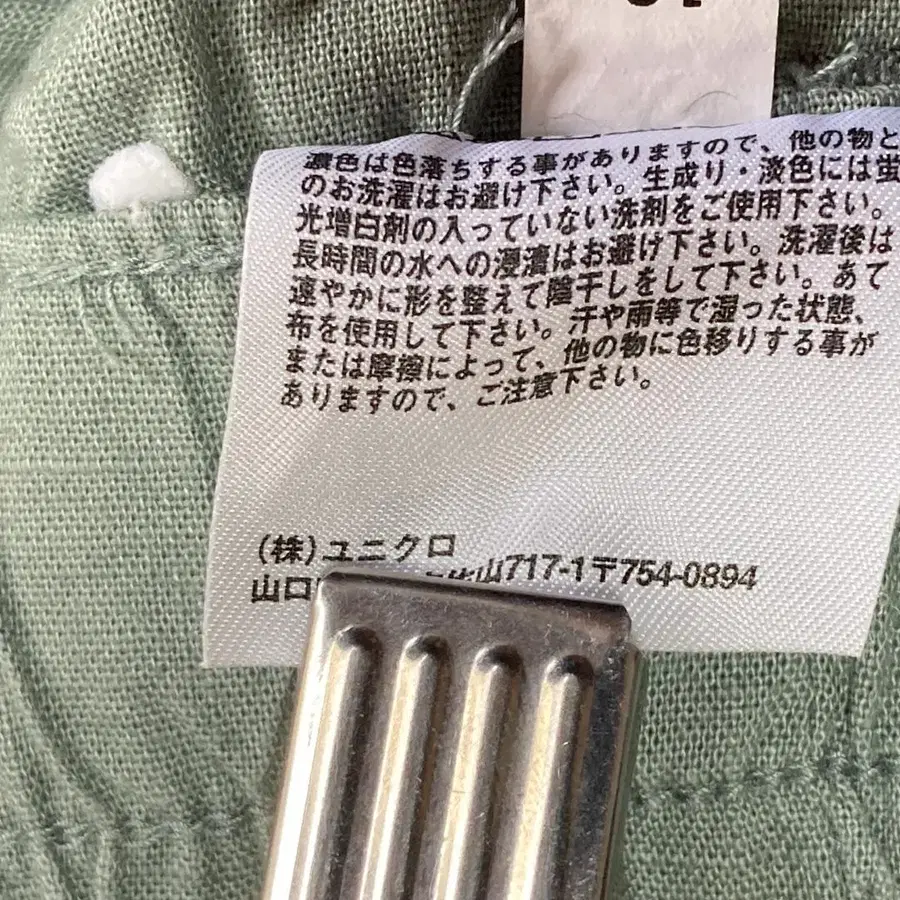 濃色は色落ちする事がありますので、他の物と
のお洗濯はお避け下さい。生成り・淡色には蛍
光増白剤の入っていない洗剤をご使用下さい。
長時間の水への浸漬はお避け下さい。洗濯後は
速やかに形を整えて陰干しをして下さい。あて
布を使用して下さい。汗や雨等で湿った状態、
または摩擦によって、他の物に色移りする事が
ありますので、ご注意下さい。
(株)ユニクロ
山口 山717-1〒754-0894